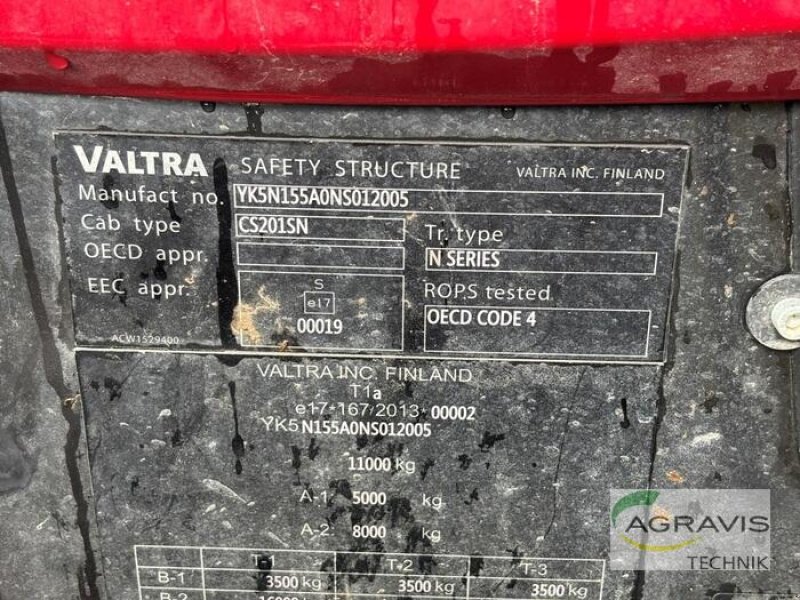 VALTRA SAFETY STRUCTURE VALTRA INC. FINLAND
Manufact no. YK5N155A0NS012005
Cab type CS201SN
Tr. type
OECD appr.
N SERIES
EEC appr. S
e17
00019
ROPS tested
OECD CODE 4
ACW1529400
VALTRA INC. FINLAND
T1a
e17*167/2013*00002
YK5N155A0NS012005
11000 kg
A-1: 5000 kg
A-2: 8000 kg
T-1 T-2 T-3
B-1 3500 kg 3500 kg 3500 kg
B-2
AGRAVIS
TECHNIK